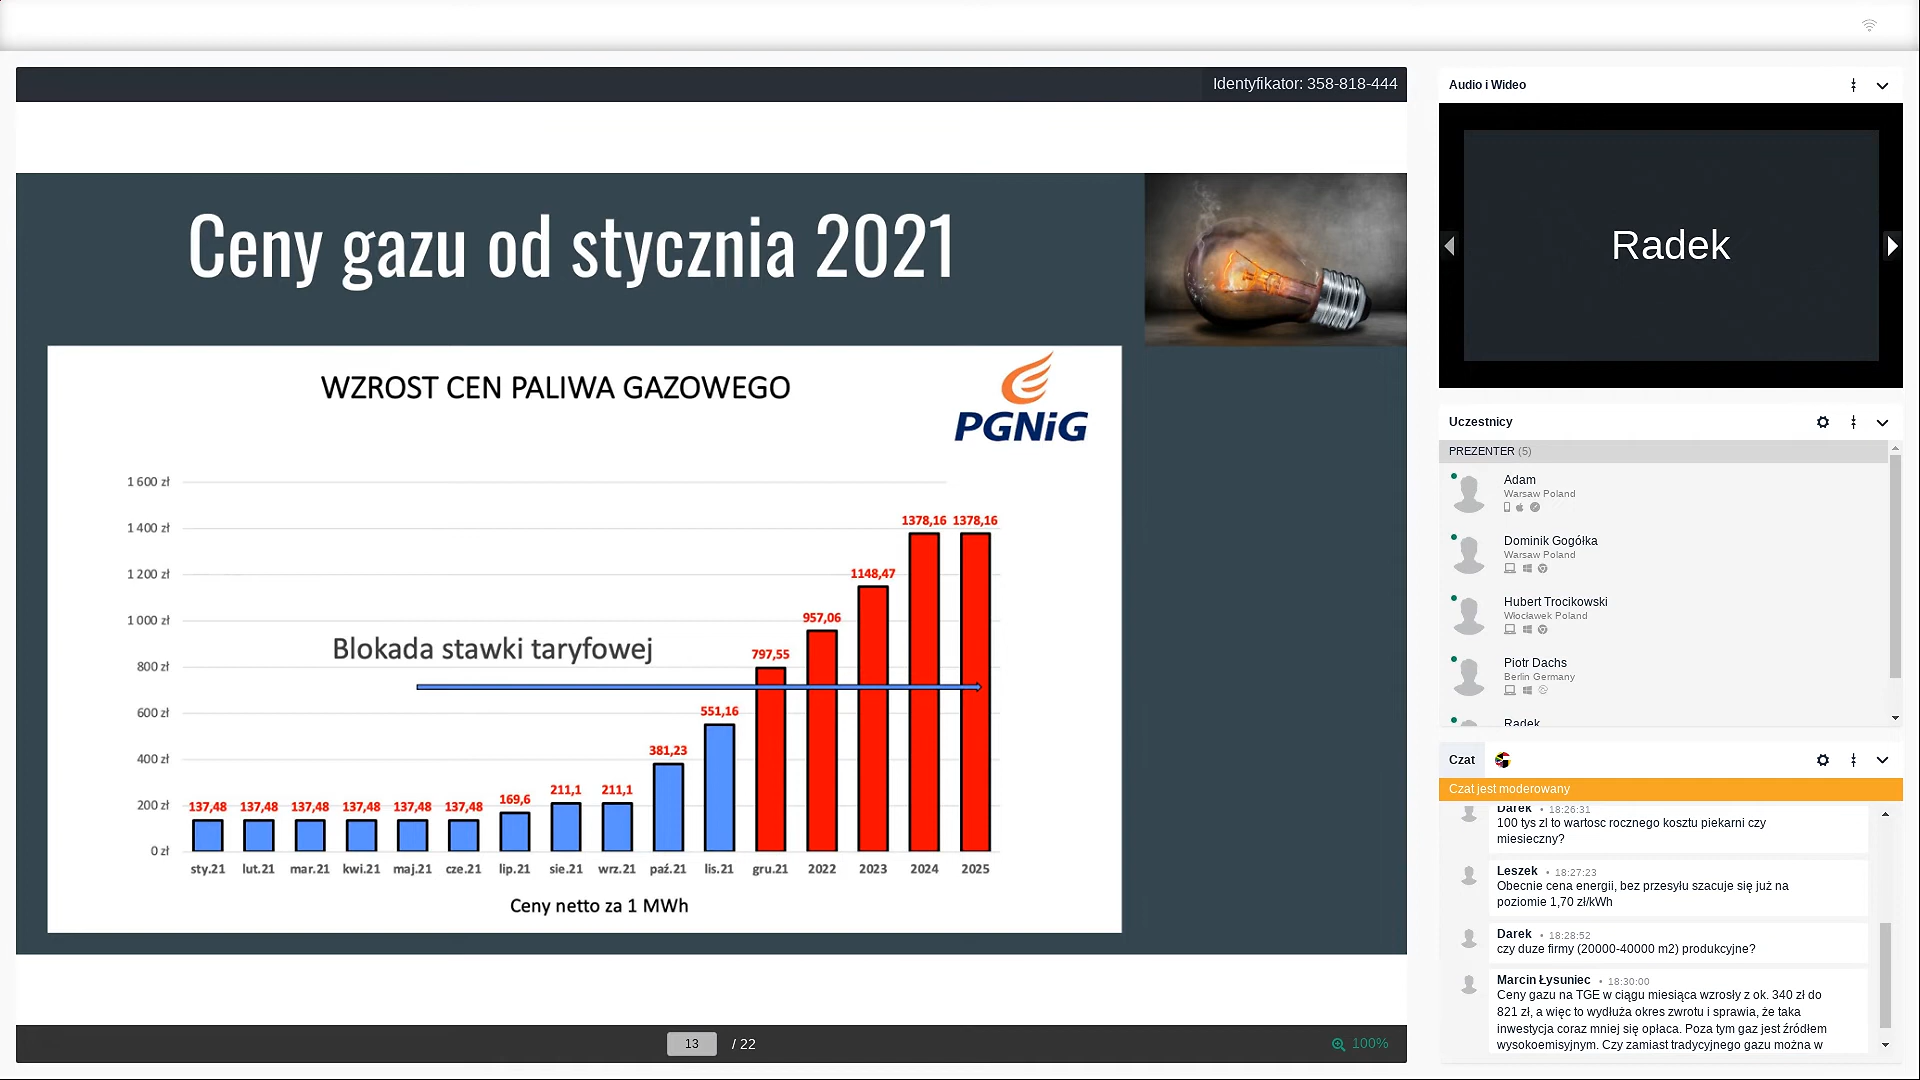 Identyfikator: 358-818-444
Ceny gazu od stycznia 2021
WZROST CEN PALIWA GAZOWEGO
PGNiG
1 600 zł
1 400 zł
1 200 zł
1 000 zł
800 zł
600 zł
400 zł
200 zł
0 zł
Blokada stawki taryfowej
137,48 137,48 137,48 137,48 137,48 137,48 169,6 211,1 211,1 381,23 551,16 797,55 957,06 1148,47 1378,16 1378,16
sty.21 lut.21 mar.21 kwi.21 maj.21 cze.21 lip.21 sie.21 wrz.21 paź.21 lis.21 gru.21 2022 2023 2024 2025
Ceny netto za 1 MWh
13 / 22
100%
Audio i Wideo
Radek
Uczestnicy
PREZENTER (5)
Adam
Warsaw Poland
Dominik Gogółka
Warsaw Poland
Hubert Trocikowski
Włocławek Poland
Piotr Dachs
Berlin Germany
Radek
Czat
Czat jest moderowany
Darek • 18:26:31
100 tys zl to wartosc rocznego kosztu piekarni czy
miesieczny?
Leszek • 18:27:23
Obecnie cena energii, bez przesyłu szacuje się już na
poziomie 1,70 zł/kWh
Darek • 18:28:52
czy duze firmy (20000-40000 m2) produkcyjne?
Marcin Łysuniec • 18:30:00
Ceny gazu na TGE w ciągu miesiąca wzrosły z ok. 340 zł do
821 zł, a więc to wydłuża okres zwrotu i sprawia, że taka
inwestycja coraz mniej się opłaca. Poza tym gaz jest źródłem
wysokoemisyjnym. Czy zamiast tradycyjnego gazu można w